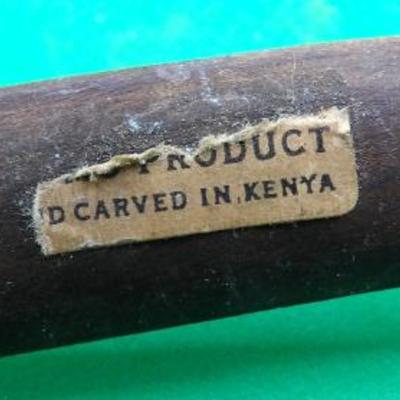 PRODUCT
D CARVED IN KENYA